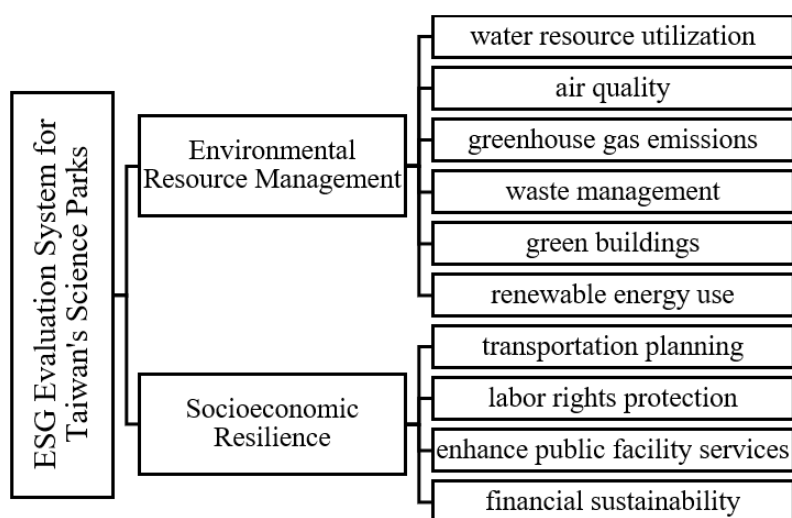 ESG Evaluation System for
Taiwan's Science Parks
Environmental
Resource Management
water resource utilization
air quality
greenhouse gas emissions
waste management
green buildings
renewable energy use
Socioeconomic
Resilience
transportation planning
labor rights protection
enhance public facility services
financial sustainability